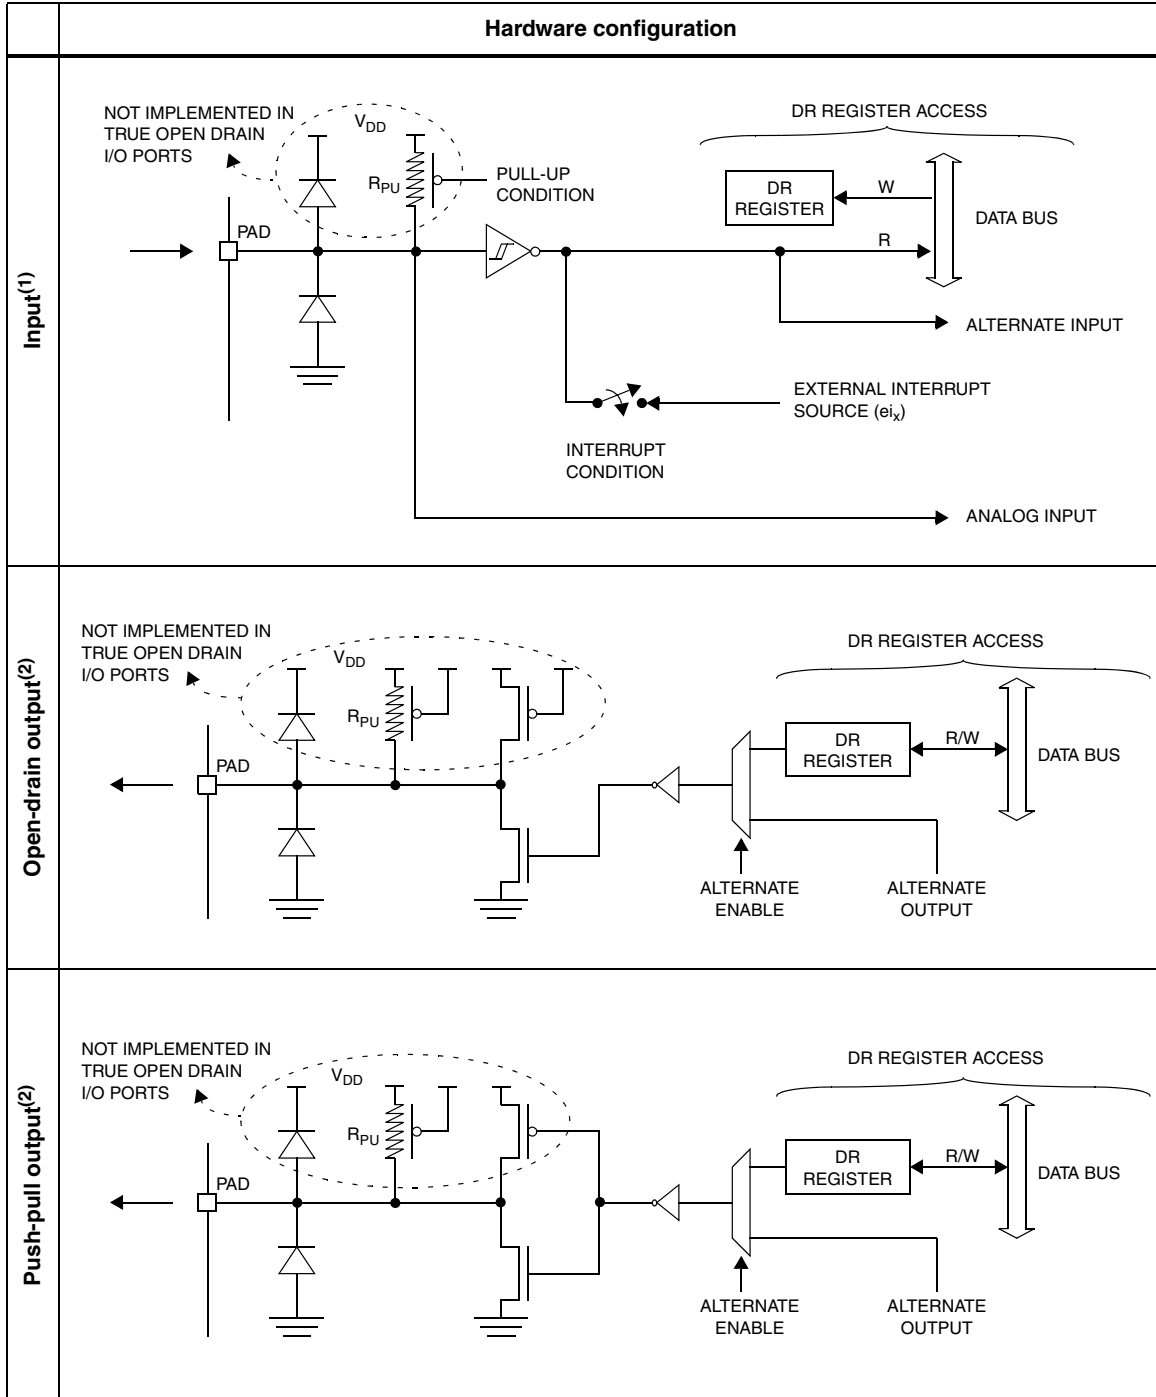 Hardware configuration
Input(1)
NOT IMPLEMENTED IN
TRUE OPEN DRAIN
I/O PORTS
VDD
RPU
PULL-UP
CONDITION
PAD
DR REGISTER ACCESS
DR
REGISTER
W
R
DATA BUS
ALTERNATE INPUT
EXTERNAL INTERRUPT
SOURCE (eix)
INTERRUPT
CONDITION
ANALOG INPUT
Open-drain output(2)
NOT IMPLEMENTED IN
TRUE OPEN DRAIN
I/O PORTS
VDD
RPU
PAD
DR REGISTER ACCESS
DR
REGISTER
R/W
DATA BUS
ALTERNATE
ENABLE
ALTERNATE
OUTPUT
Push-pull output(2)
NOT IMPLEMENTED IN
TRUE OPEN DRAIN
I/O PORTS
VDD
RPU
PAD
DR REGISTER ACCESS
DR
REGISTER
R/W
DATA BUS
ALTERNATE
ENABLE
ALTERNATE
OUTPUT